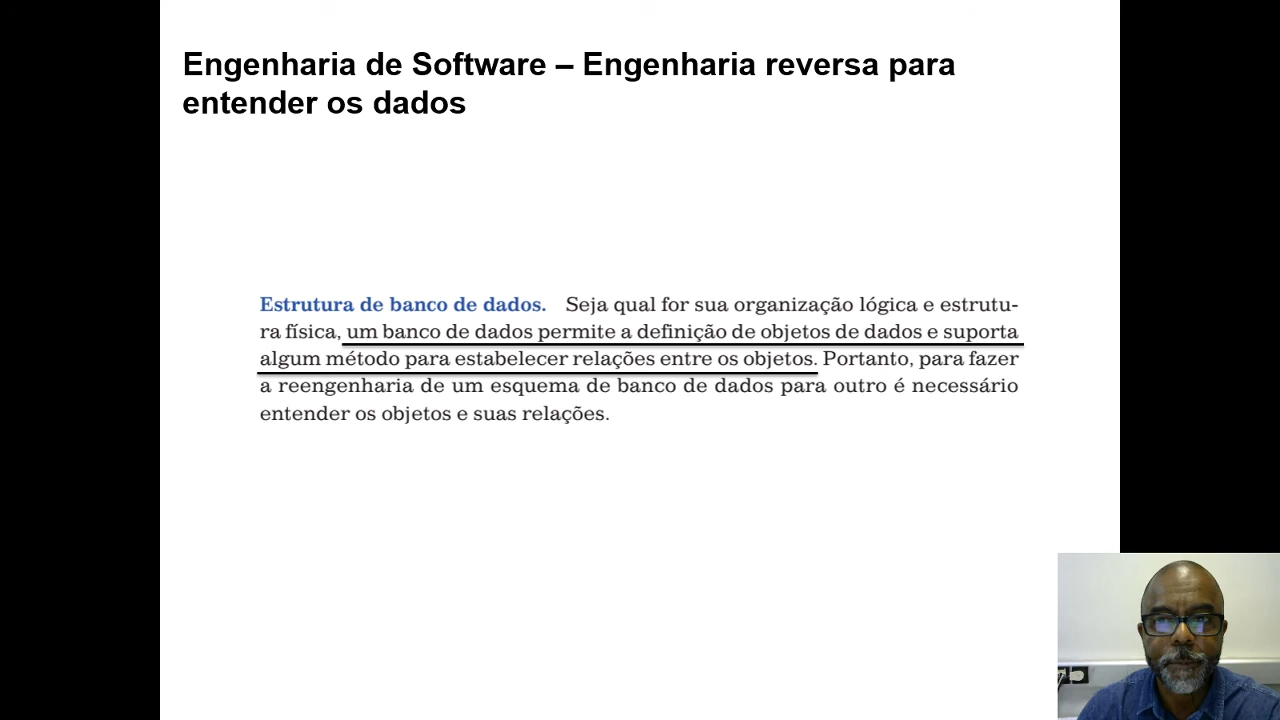 Engenharia de Software – Engenharia reversa para
entender os dados
Estrutura de banco de dados. Seja qual for sua organização lógica e estrutu-
ra física, um banco de dados permite a definição de objetos de dados e suporta
algum método para estabelecer relações entre os objetos. Portanto, para fazer
a reengenharia de um esquema de banco de dados para outro é necessário
entender os objetos e suas relações.